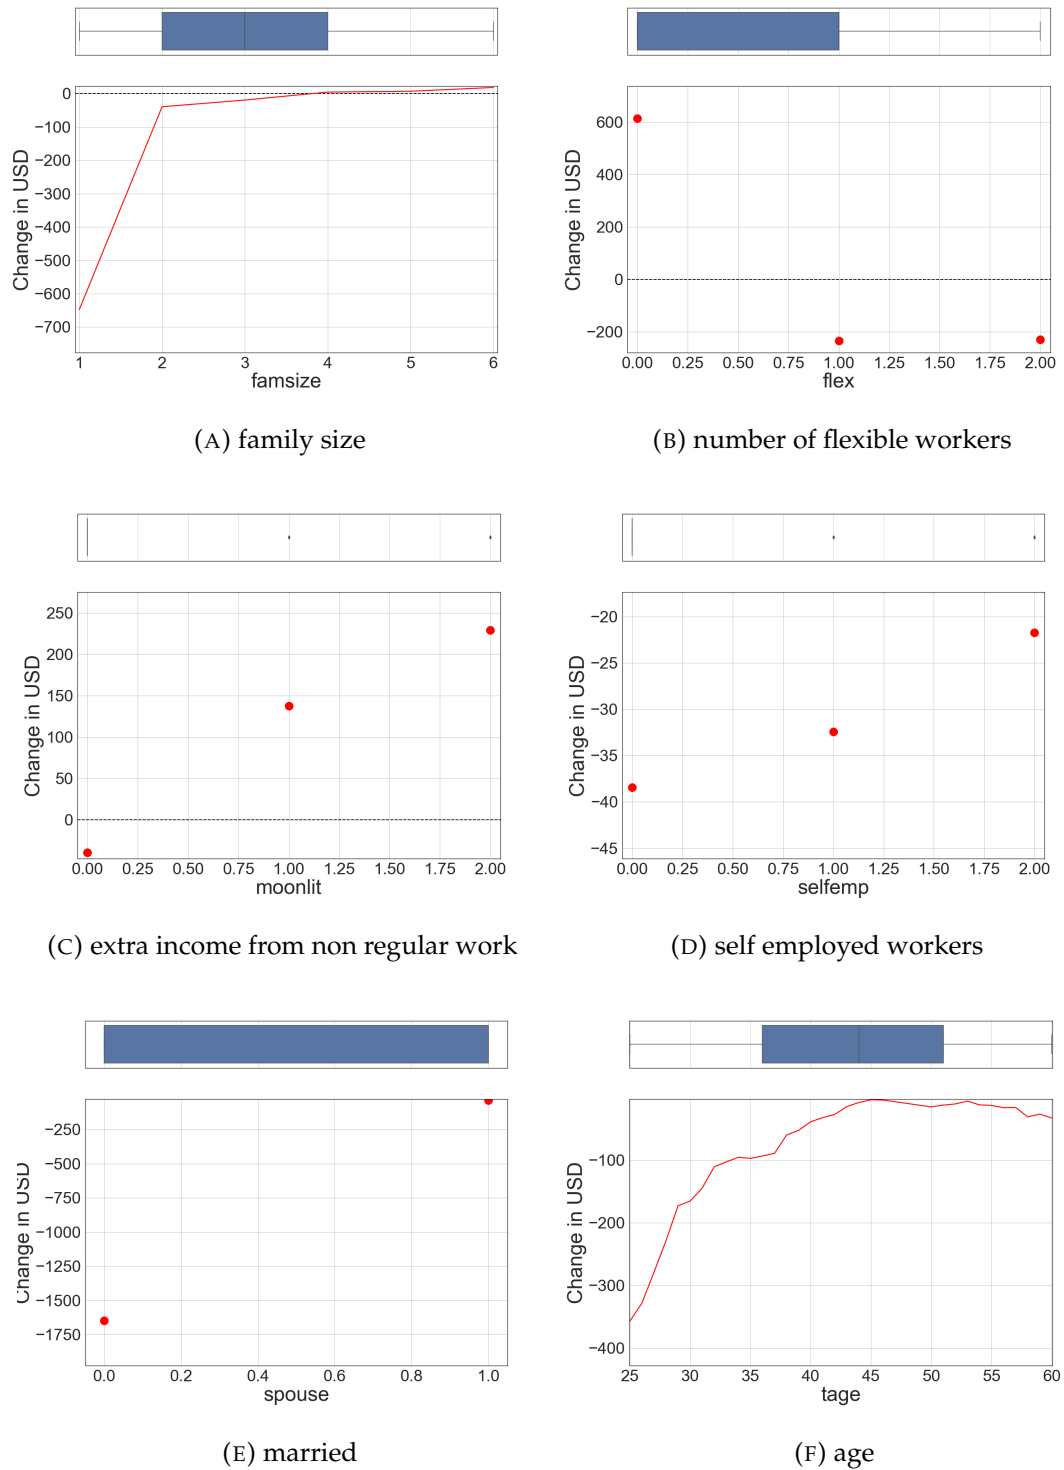 0
−100
−200
−300
−400
−500
−600
−700
Change in USD
1 2 3 4 5 6
famsize
(A) family size
600
400
200
0
−200
Change in USD
0.00 0.25 0.50 0.75 1.00 1.25 1.50 1.75 2.00
flex
(B) number of flexible workers
250
200
150
100
50
0
Change in USD
0.00 0.25 0.50 0.75 1.00 1.25 1.50 1.75 2.00
moonlit
(C) extra income from non regular work
−20
−25
−30
−35
−40
−45
Change in USD
0.00 0.25 0.50 0.75 1.00 1.25 1.50 1.75 2.00
selfemp
(D) self employed workers
−250
−500
−750
−1000
−1250
−1500
−1750
Change in USD
0.0 0.2 0.4 0.6 0.8 1.0
spouse
(E) married
−100
−200
−300
−400
Change in USD
25 30 35 40 45 50 55 60
tage
(F) age